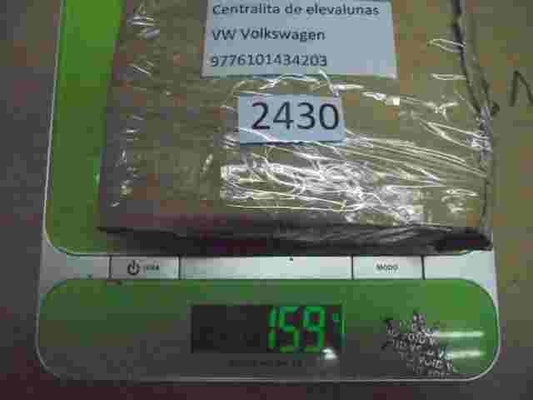 Centralita de elevalunas
VW Volkswagen
9776101434203
2430
MODO
159